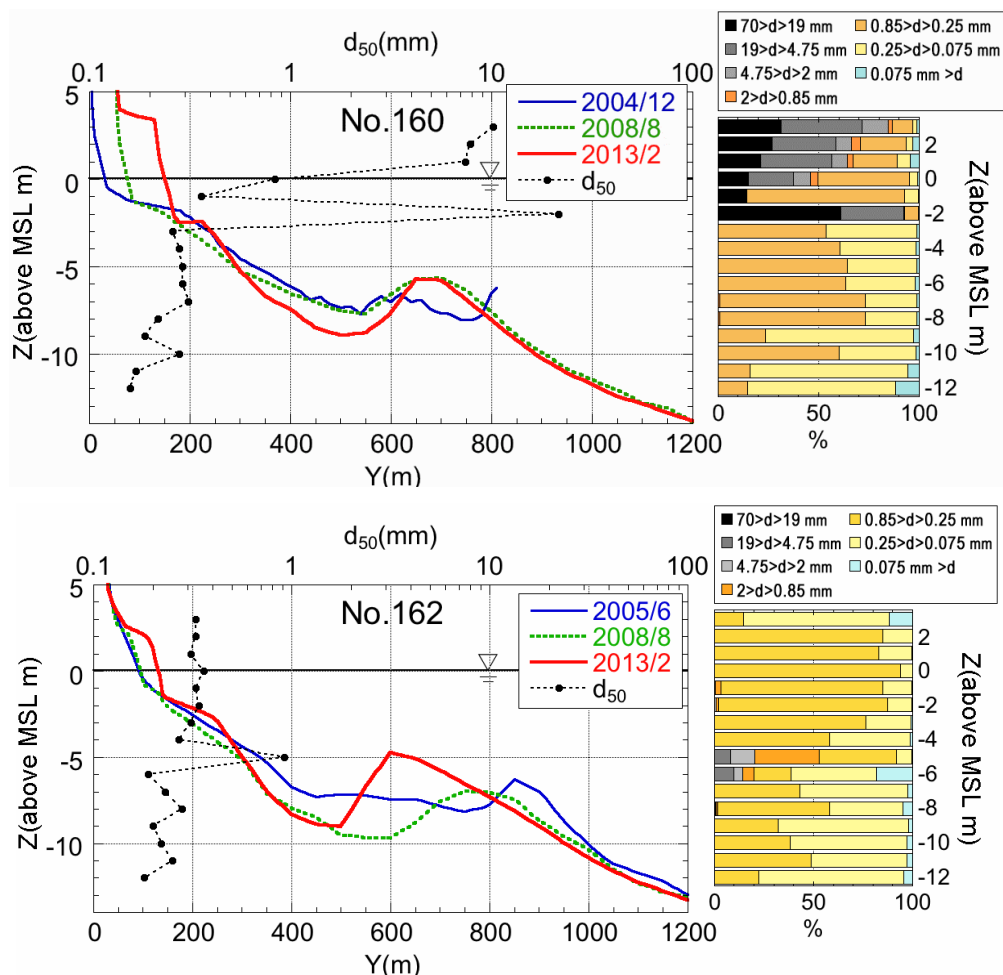 d50(mm)
0.1 1 10 100
No.160
2004/12
2008/8
2013/2
d50
Z(above MSL m)
5
0
-5
-10
0 200 400 600 800 1000 1200
Y(m)
70>d>19 mm 0.85>d>0.25 mm
19>d>4.75 mm 0.25>d>0.075 mm
4.75>d>2 mm 0.075 mm >d
2>d>0.85 mm
2
0
-2
-4
-6
-8
-10
-12
Z(above MSL m)
0 50 100
%
d50(mm)
0.1 1 10 100
No.162
2005/6
2008/8
2013/2
d50
Z(above MSL m)
5
0
-5
-10
0 200 400 600 800 1000 1200
Y(m)
70>d>19 mm 0.85>d>0.25 mm
19>d>4.75 mm 0.25>d>0.075 mm
4.75>d>2 mm 0.075 mm >d
2>d>0.85 mm
2
0
-2
-4
-6
-8
-10
-12
Z(above MSL m)
0 50 100
%